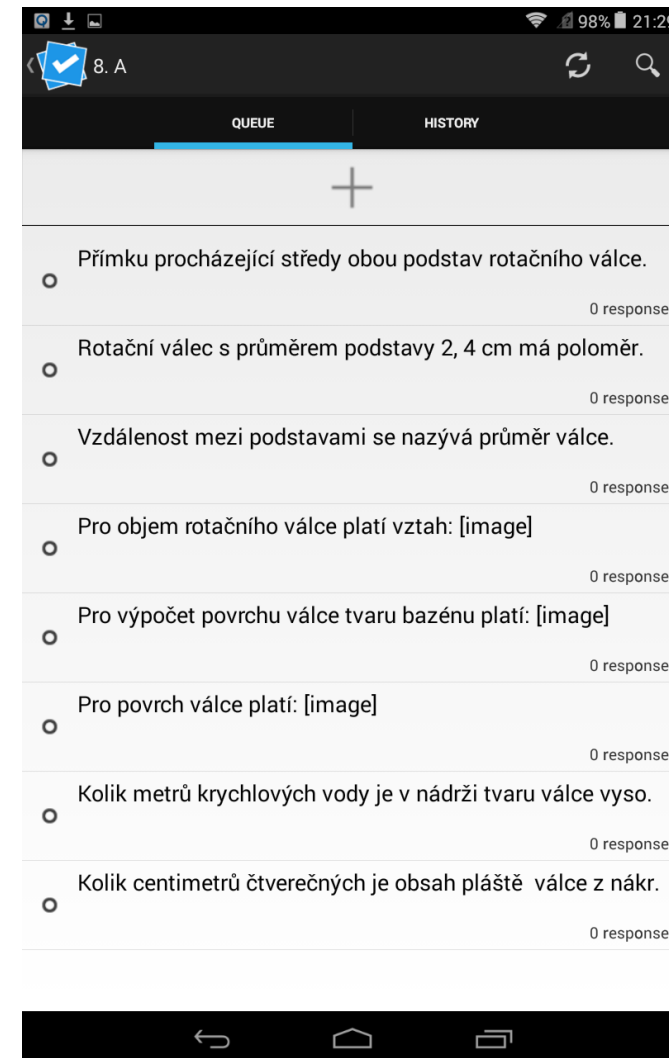 98% 21:29
8. A
QUEUE HISTORY
Přímku procházející středy obou podstav rotačního válce.
0 response
Rotační válec s průměrem podstavy 2, 4 cm má poloměr.
0 response
Vzdálenost mezi podstavami se nazývá průměr válce.
0 response
Pro objem rotačního válce platí vztah: [image]
0 response
Pro výpočet povrchu válce tvaru bazénu platí: [image]
0 response
Pro povrch válce platí: [image]
0 response
Kolik metrů krychlových vody je v nádrži tvaru válce vyso.
0 response
Kolik centimetrů čtverečných je obsah pláště  válce z nákr.
0 response